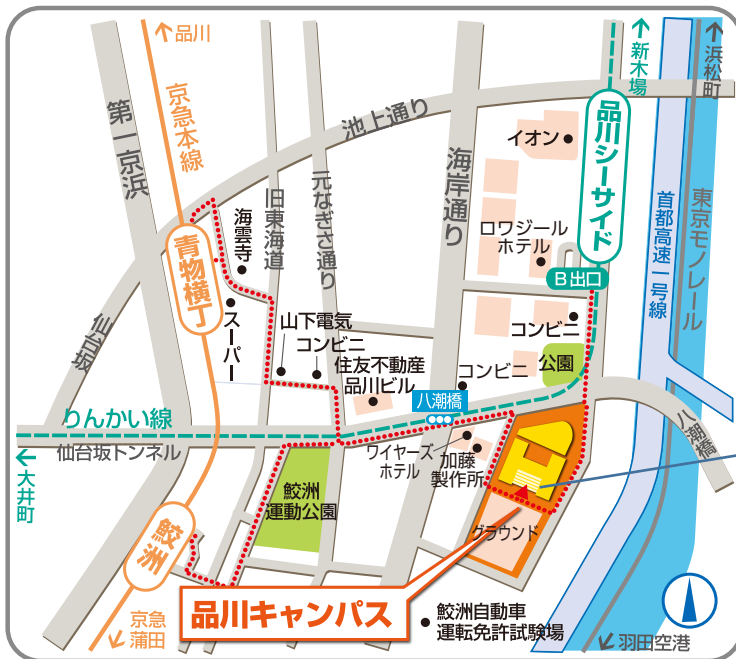 品川
新木場
浜松町
京急本線
第一京浜
池上通り
海岸通り
イオン
品川シーサイド
首都高速一号線
東京モノレール
旧東海道
元なぎさ通り
海雲寺
ロワジール
ホテル
B出口
青物横丁
スーパー
山下電気
コンビニ
住友不動産
品川ビル
コンビニ
コンビニ
公園
仙台坂
八潮橋
りんかい線
仙台坂トンネル
大井町
ワイヤーズ
ホテル
加藤
製作所
八潮橋
鮫洲
運動公園
グラウンド
鮫洲
品川キャンパス
京急
蒲田
鮫洲自動車
運転免許試験場
羽田空港